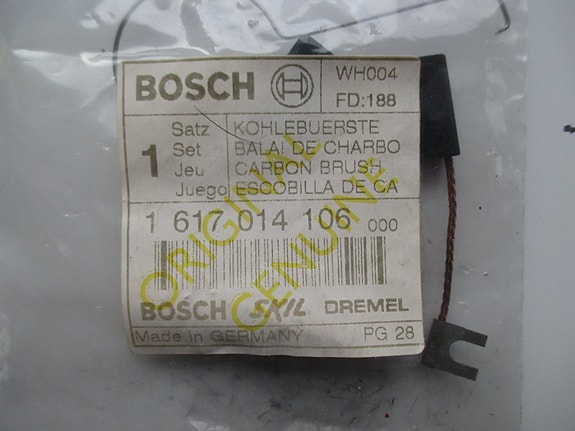 BOSCH
WH004
FD:188
1
Satz KOHLEBUERSTE
Set BALAI DE CHARBO
Jeu CARBON BRUSH
Juego ESCOBILLA DE CA
1 617 014 106 000
ORIGINAL
GENUINE
BOSCH SKIL DREMEL
Made in GERMANY PG 28